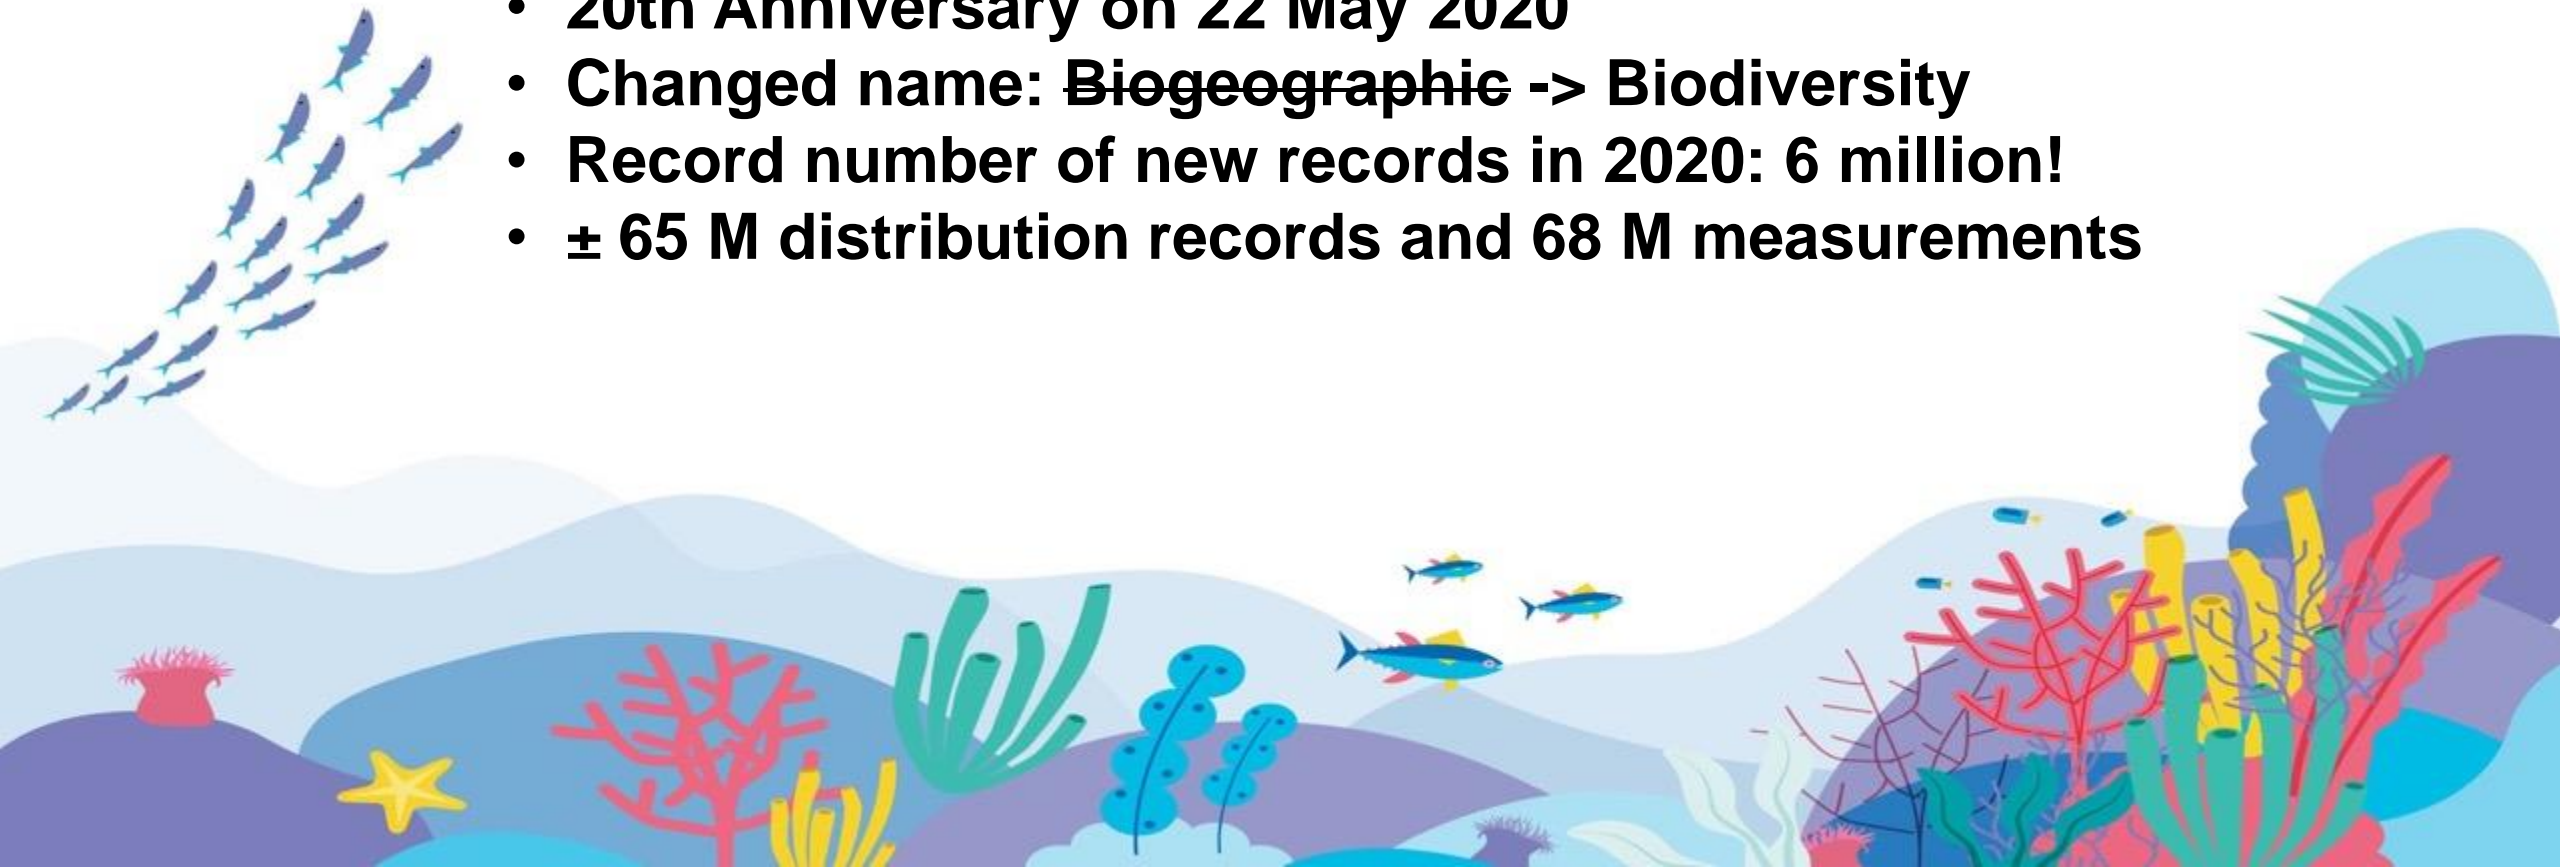 • 20th Anniversary on 22 May 2020
• Changed name: Biogeographic -> Biodiversity
• Record number of new records in 2020: 6 million!
• ± 65 M distribution records and 68 M measurements